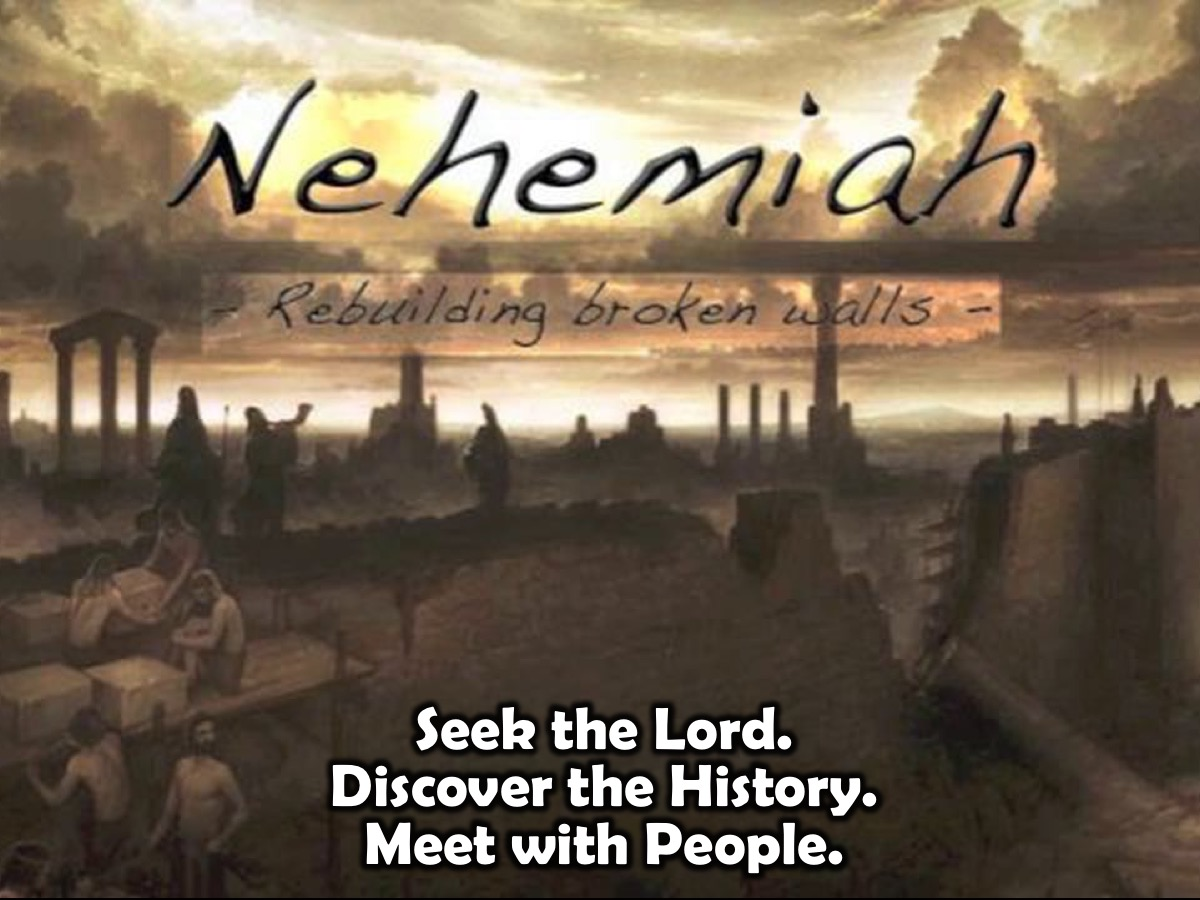 Nehemiah
- Rebuilding broken walls -
Seek the Lord.
Discover the History.
Meet with People.